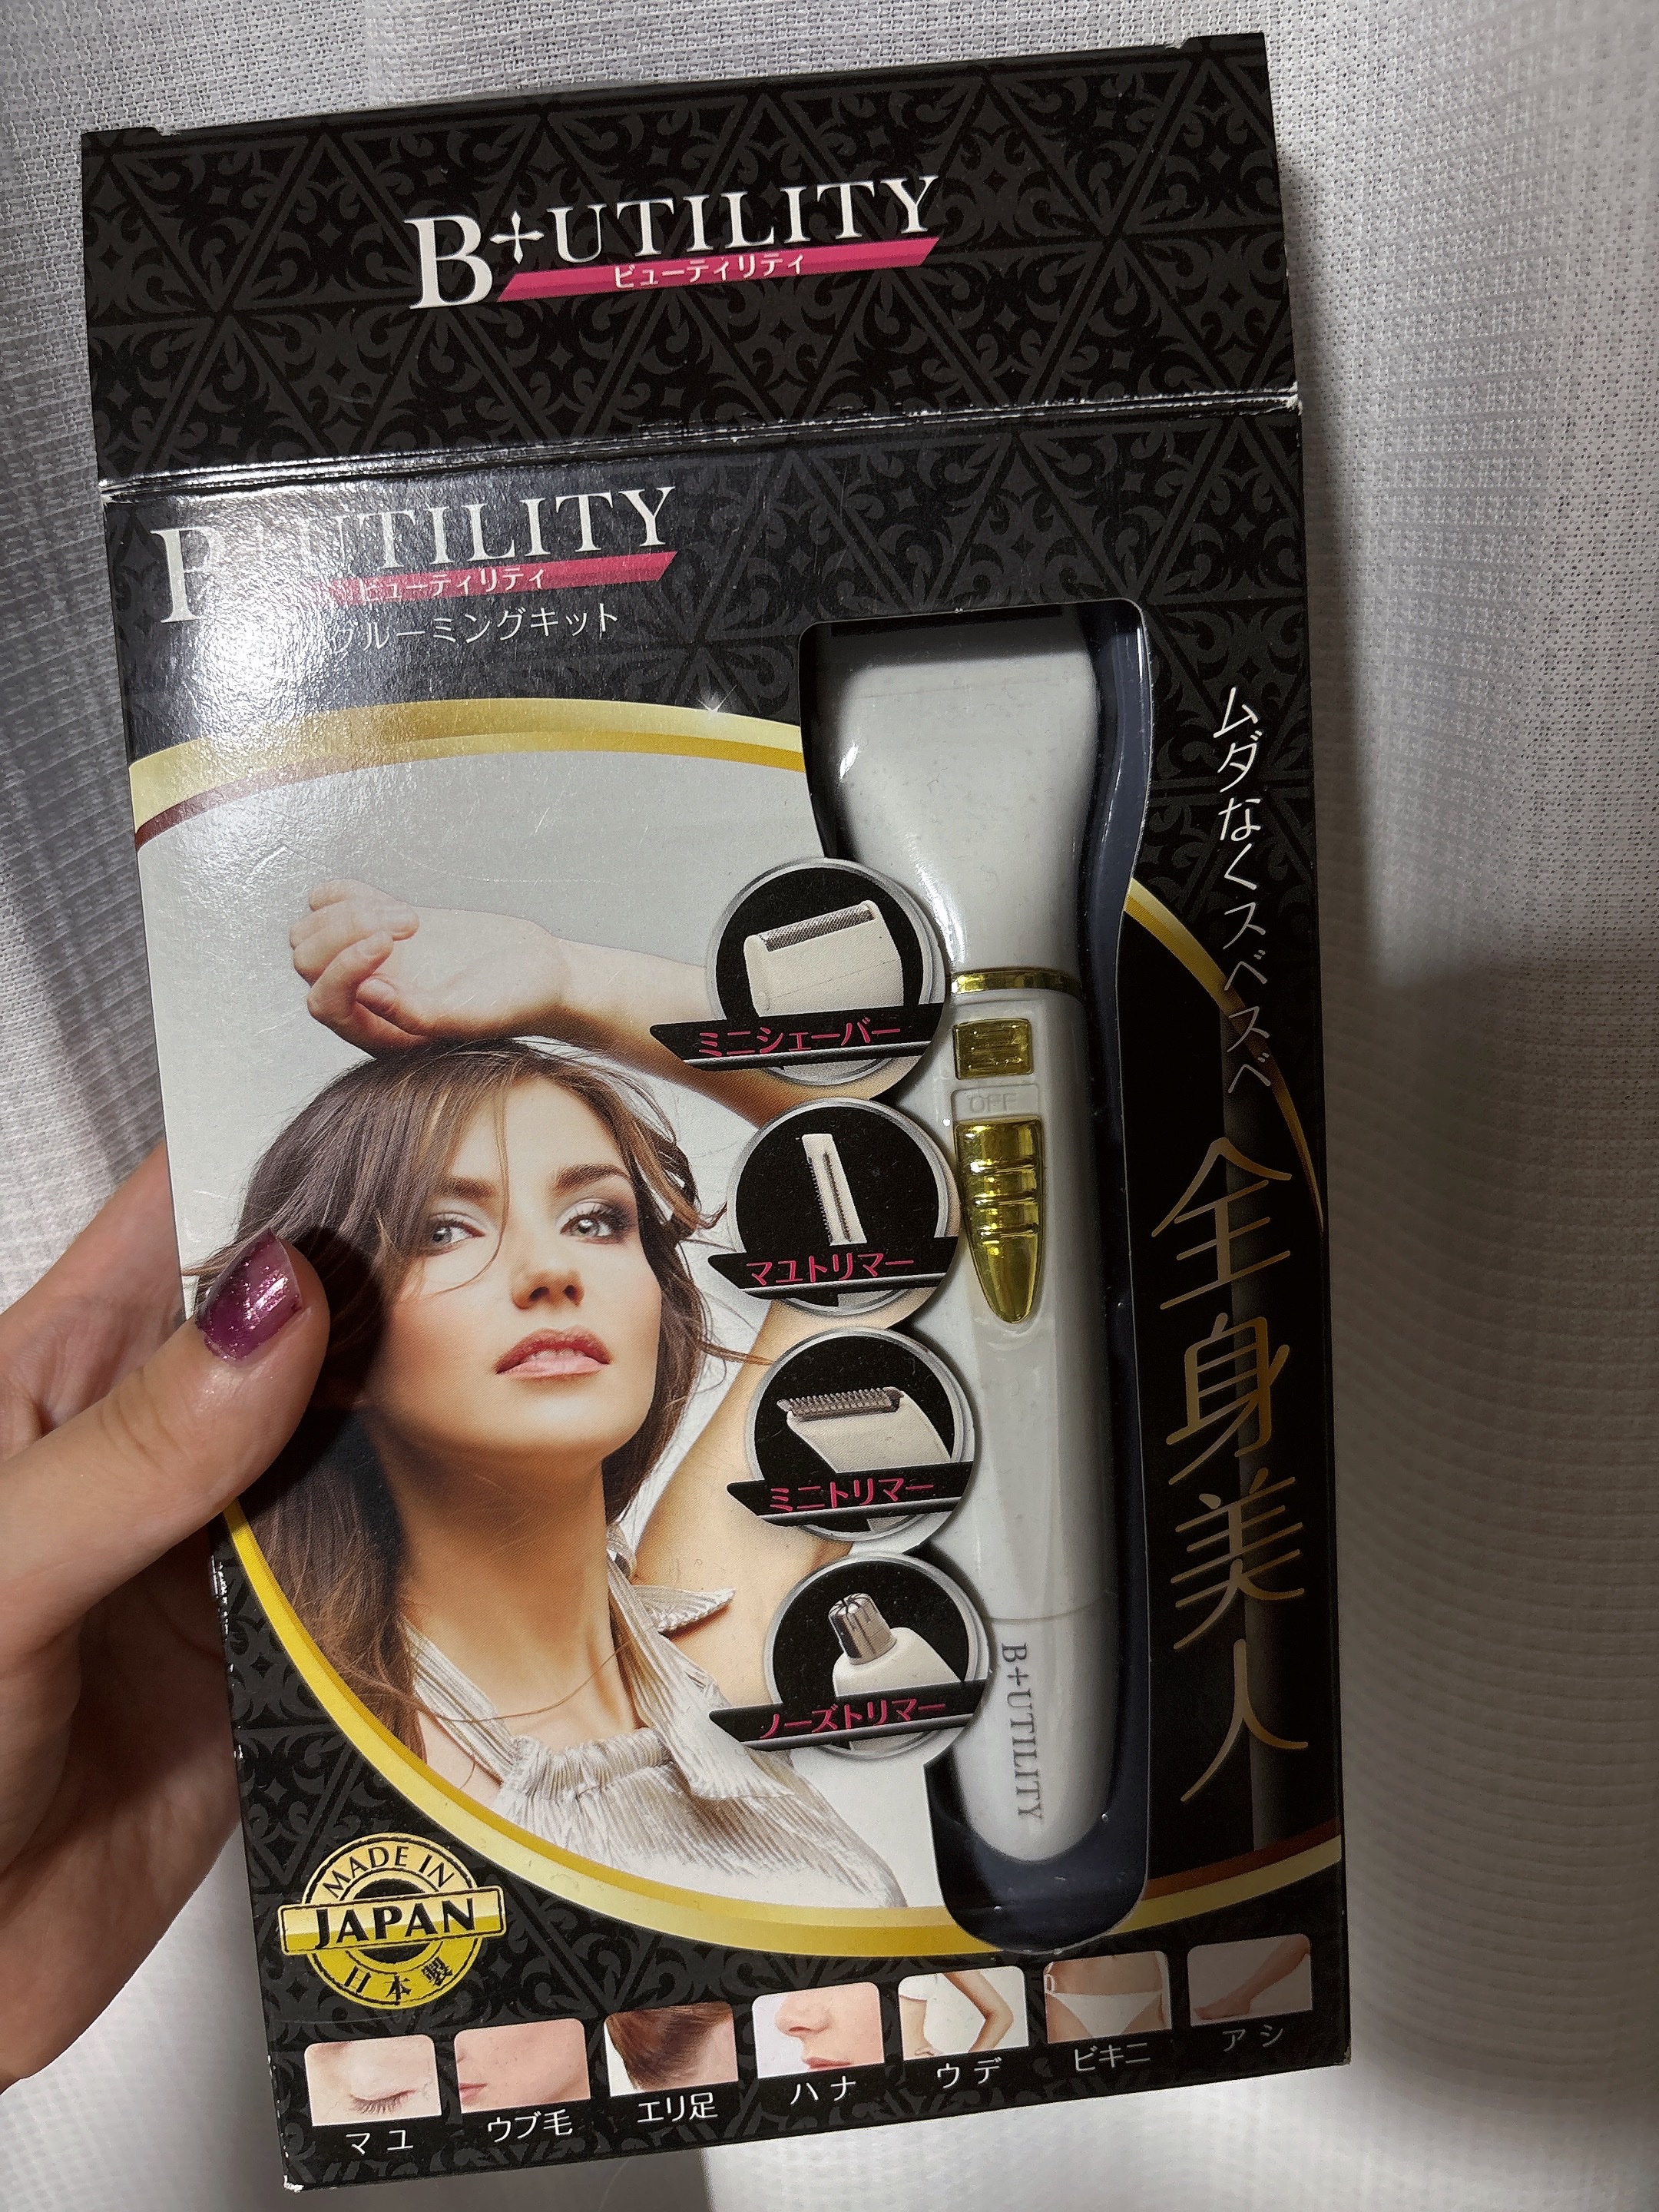 B+UTILITY
ビューティリティ
B+UTILITY
ビューティリティ
グルーミングキット
ムダなくスベスベ
全身美人
ミニシェーバー
OFF
マユトリマー
ミニトリマー
ノーズトリマー
B+UTILITY
MADE IN
JAPAN
日本製
マユ
ウブ毛
エリ足
ハナ
ウデ
ビキニ
アシ